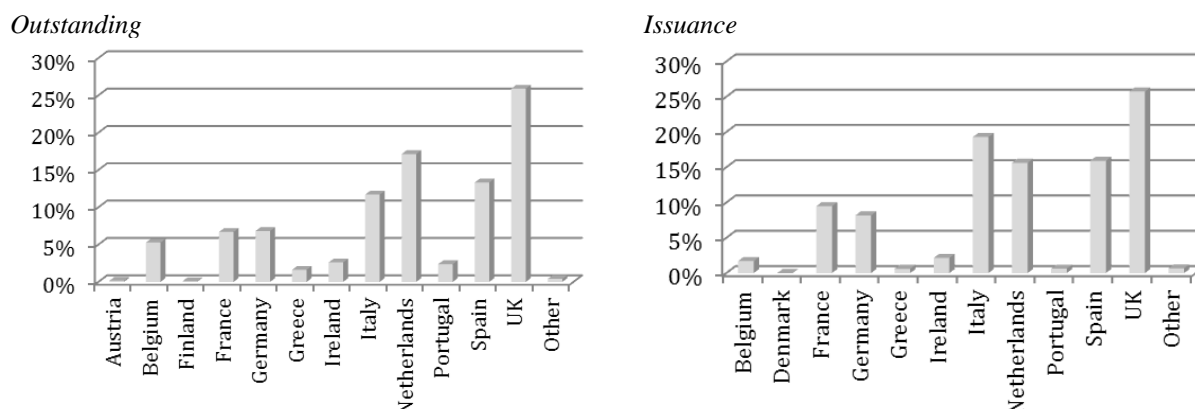 Outstanding
30%
25%
20%
15%
10%
5%
0%
Austria
Belgium
Finland
France
Germany
Greece
Ireland
Italy
Netherlands
Portugal
Spain
UK
Other
Issuance
30%
25%
20%
15%
10%
5%
0%
Belgium
Denmark
France
Germany
Greece
Ireland
Italy
Netherlands
Portugal
Spain
UK
Other